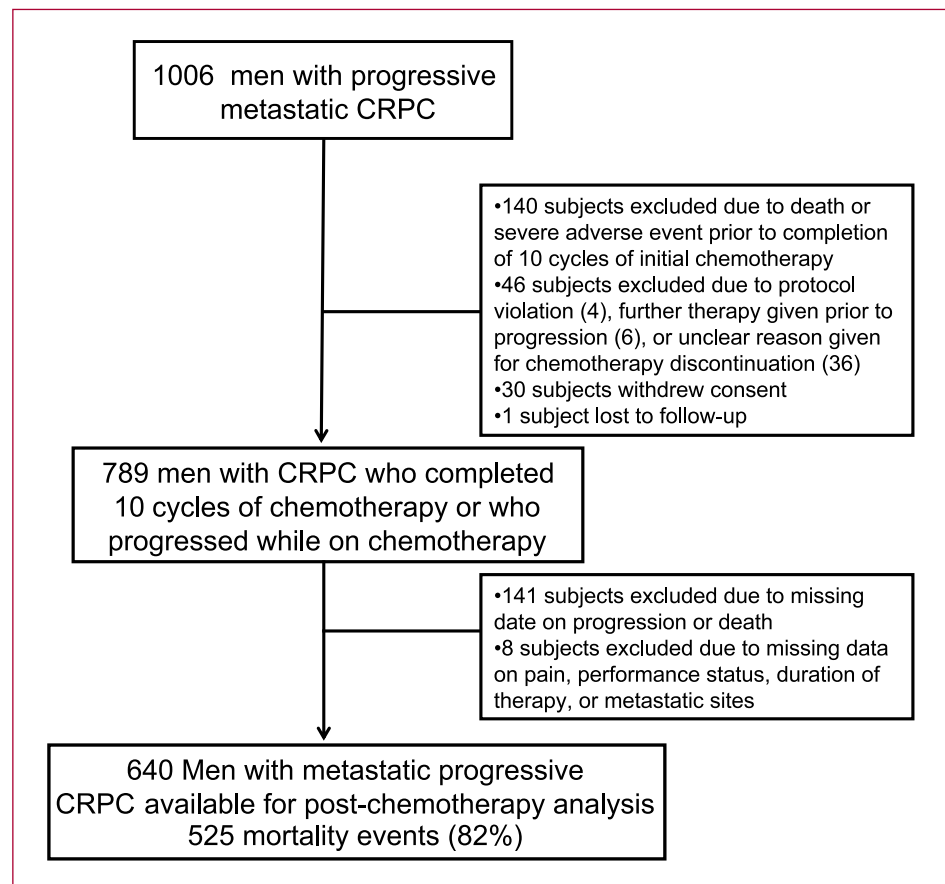 1006 men with progressive
metastatic CRPC
•140 subjects excluded due to death or
severe adverse event prior to completion
of 10 cycles of initial chemotherapy
•46 subjects excluded due to protocol
violation (4), further therapy given prior to
progression (6), or unclear reason given
for chemotherapy discontinuation (36)
•30 subjects withdrew consent
•1 subject lost to follow-up
789 men with CRPC who completed
10 cycles of chemotherapy or who
progressed while on chemotherapy
•141 subjects excluded due to missing
date on progression or death
•8 subjects excluded due to missing data
on pain, performance status, duration of
therapy, or metastatic sites
640 Men with metastatic progressive
CRPC available for post-chemotherapy analysis
525 mortality events (82%)